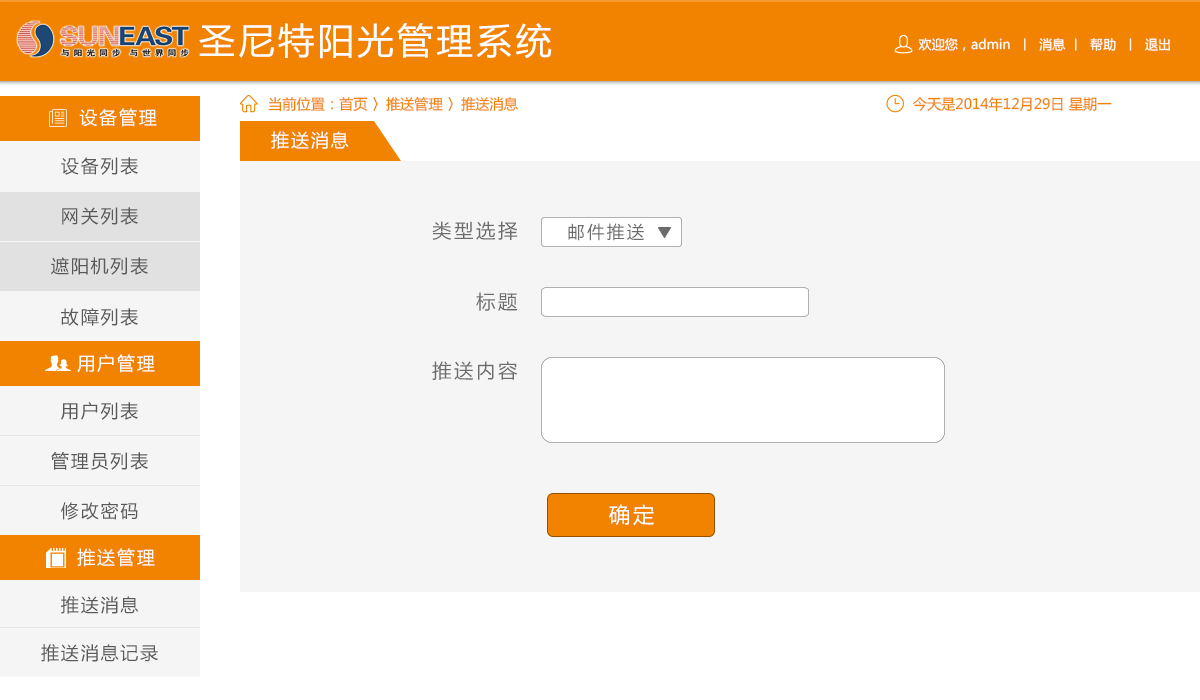 SUNEAST
与阳光同步 与世界同步
圣尼特阳光管理系统
欢迎您，admin | 消息 | 帮助 | 退出
当前位置：首页 〉推送管理 〉推送消息
今天是2014年12月29日 星期一
设备管理
设备列表
网关列表
遮阳机列表
故障列表
用户管理
用户列表
管理员列表
修改密码
推送管理
推送消息
推送消息记录
推送消息
类型选择 邮件推送 ▼
标题
推送内容
确定